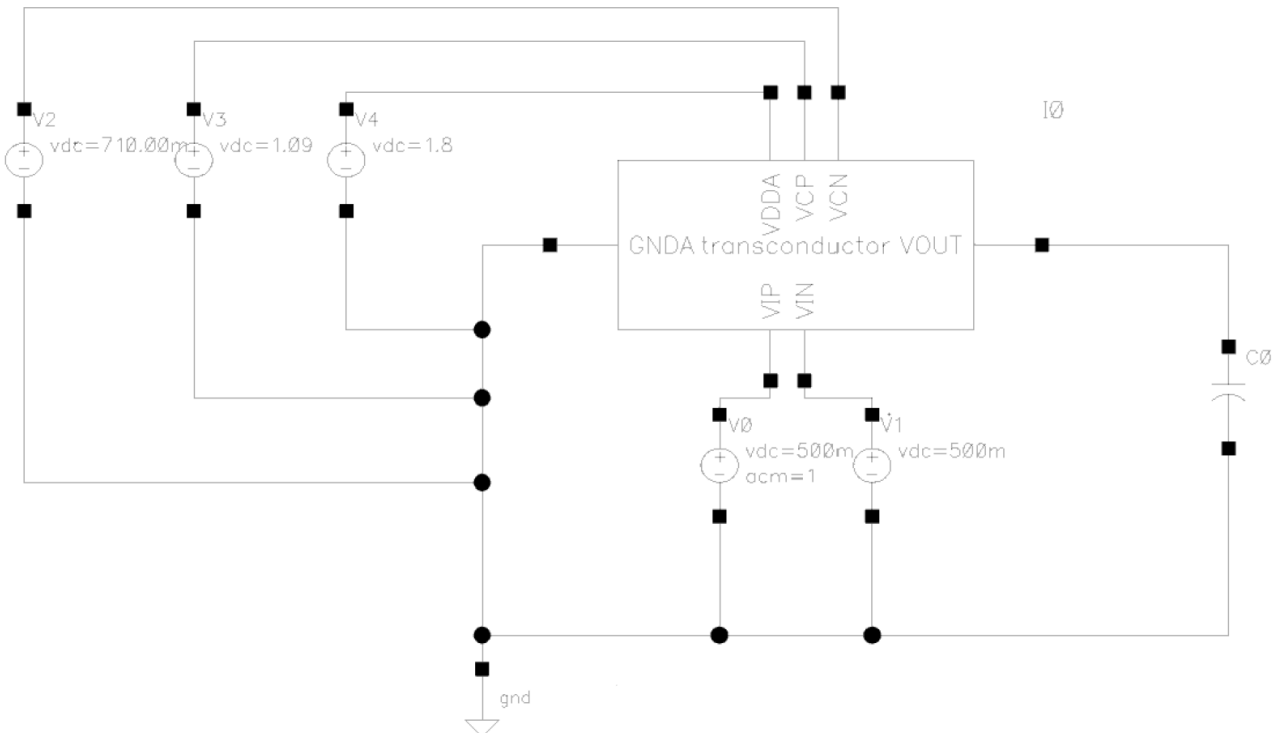 I0
V2
vdc=710.00m
V3
vdc=1.09
V4
vdc=1.8
VDDA
VCP
VCN
GNDA transconductor VOUT
VIP
VIN
C0
V0
vdc=500m
acm=1
V1
vdc=500m
gnd